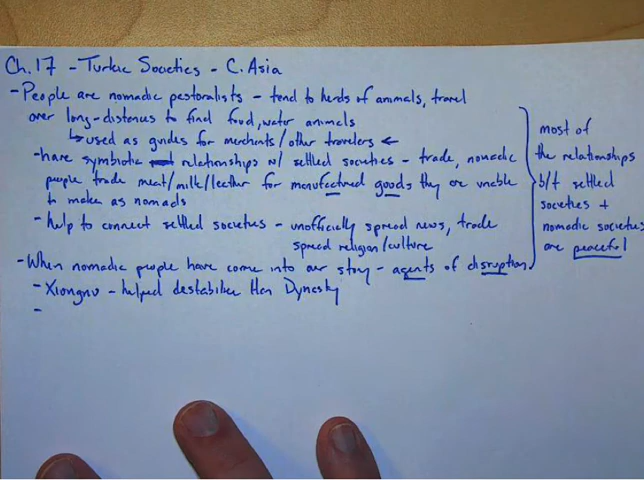 Ch. 17 - Turkic Societies - C. Asia
- People are nomadic pestoralists - tend to herds of animals, travel
over long-distences to find food, water animals
↳ used as guides for merchants/other travelers ←
- have symbiotic relationships w/ settled societies - trade, nomadic
people trade meat/milk/leather for manufactured goods they are unable
to make as nomads
- help to connect settled societies - unofficially spread news, trade
spread religion/culture
- When nomadic people have come into our story - agents of disruption
- Xiongnu - helped destabilize Han Dynasty
-
most of
the relationships
b/t settled
societies +
nomadic societies
are peaceful